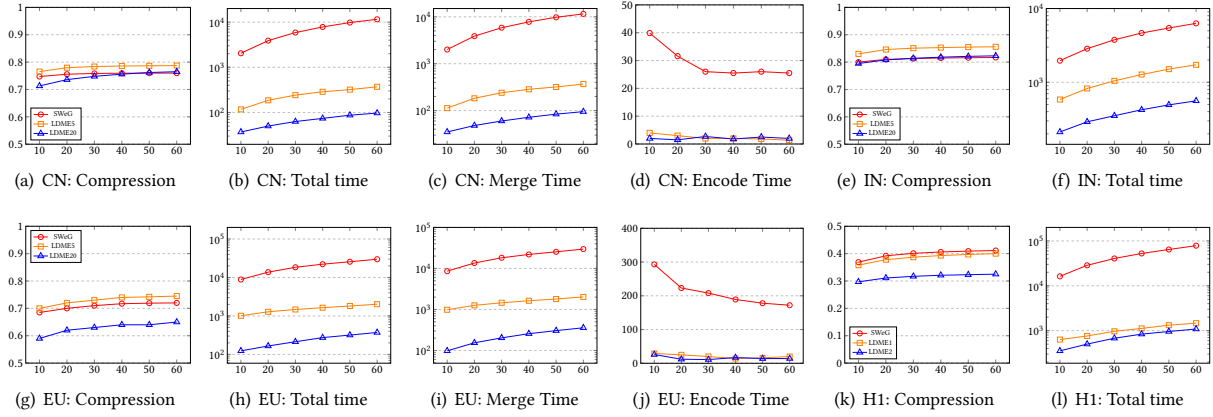 1
0.9
0.8
0.7
0.6
0.5
10 20 30 40 50 60
SWeG
LDME5
LDME20
(a) CN: Compression
10^4
10^3
10^2
10 20 30 40 50 60
(b) CN: Total time
10^4
10^3
10^2
10 20 30 40 50 60
(c) CN: Merge Time
50
40
30
20
10
0
10 20 30 40 50 60
(d) CN: Encode Time
1
0.9
0.8
0.7
0.6
0.5
10 20 30 40 50 60
SWeG
LDME5
LDME20
(e) IN: Compression
10^4
10^3
10 20 30 40 50 60
(f) IN: Total time
1
0.9
0.8
0.7
0.6
0.5
10 20 30 40 50 60
SWeG
LDME5
LDME20
(g) EU: Compression
10^5
10^4
10^3
10^2
10 20 30 40 50 60
(h) EU: Total time
10^5
10^4
10^3
10^2
10 20 30 40 50 60
(i) EU: Merge Time
400
300
200
100
0
10 20 30 40 50 60
(j) EU: Encode Time
0.5
0.4
0.3
0.2
0.1
0
10 20 30 40 50 60
SWeG
LDME1
LDME2
(k) H1: Compression
10^5
10^4
10^3
10 20 30 40 50 60
(l) H1: Total time